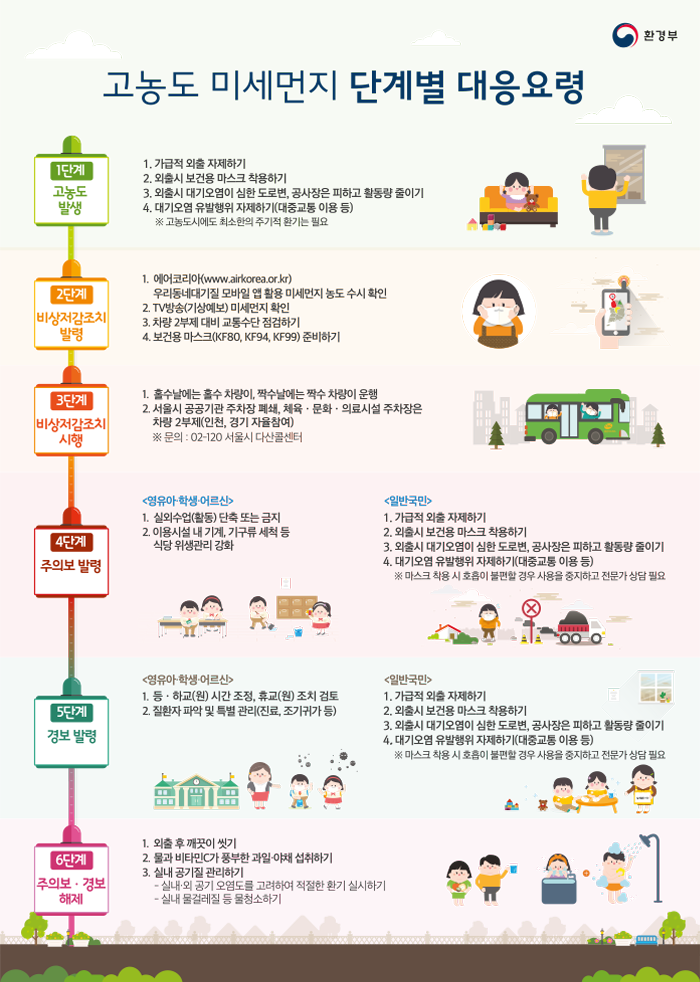 환경부
고농도 미세먼지 단계별 대응요령
1단계
고농도
발생
1. 가급적 외출 자제하기
2. 외출시 보건용 마스크 착용하기
3. 외출시 대기오염이 심한 도로변, 공사장은 피하고 활동량 줄이기
4. 대기오염 유발행위 자제하기(대중교통 이용 등)
※ 고농도시에도 최소한의 주기적 환기는 필요
2단계
비상저감조치
발령
1. 에어코리아(www.airkorea.or.kr)
우리동네대기질 모바일 앱 활용 미세먼지 농도 수시 확인
2. TV방송(기상예보) 미세먼지 확인
3. 차량 2부제 대비 교통수단 점검하기
4. 보건용 마스크(KF80, KF94, KF99) 준비하기
3단계
비상저감조치
시행
1. 홀수날에는 홀수 차량이, 짝수날에는 짝수 차량이 운행
2. 서울시 공공기관 주차장 폐쇄, 체육·문화·의료시설 주차장은
차량 2부제(인천, 경기 자율참여)
※ 문의 : 02-120 서울시 다산콜센터
4단계
주의보 발령
<영유아·학생·어르신>
1. 실외수업(활동) 단축 또는 금지
2. 이용시설 내 기계, 기구류 세척 등
식당 위생관리 강화
<일반국민>
1. 가급적 외출 자제하기
2. 외출시 보건용 마스크 착용하기
3. 외출시 대기오염이 심한 도로변, 공사장은 피하고 활동량 줄이기
4. 대기오염 유발행위 자제하기(대중교통 이용 등)
※ 마스크 착용 시 호흡이 불편할 경우 사용을 중지하고 전문가 상담 필요
5단계
경보 발령
<영유아·학생·어르신>
1. 등·하교(원) 시간 조정, 휴교(원) 조치 검토
2. 질환자 파악 및 특별 관리(진료, 조기귀가 등)
<일반국민>
1. 가급적 외출 자제하기
2. 외출시 보건용 마스크 착용하기
3. 외출시 대기오염이 심한 도로변, 공사장은 피하고 활동량 줄이기
4. 대기오염 유발행위 자제하기(대중교통 이용 등)
※ 마스크 착용 시 호흡이 불편할 경우 사용을 중지하고 전문가 상담 필요
6단계
주의보·경보
해제
1. 외출 후 깨끗이 씻기
2. 물과 비타민C가 풍부한 과일·야채 섭취하기
3. 실내 공기질 관리하기
- 실내·외 공기 오염도를 고려하여 적절한 환기 실시하기
- 실내 물걸레질 등 물청소하기